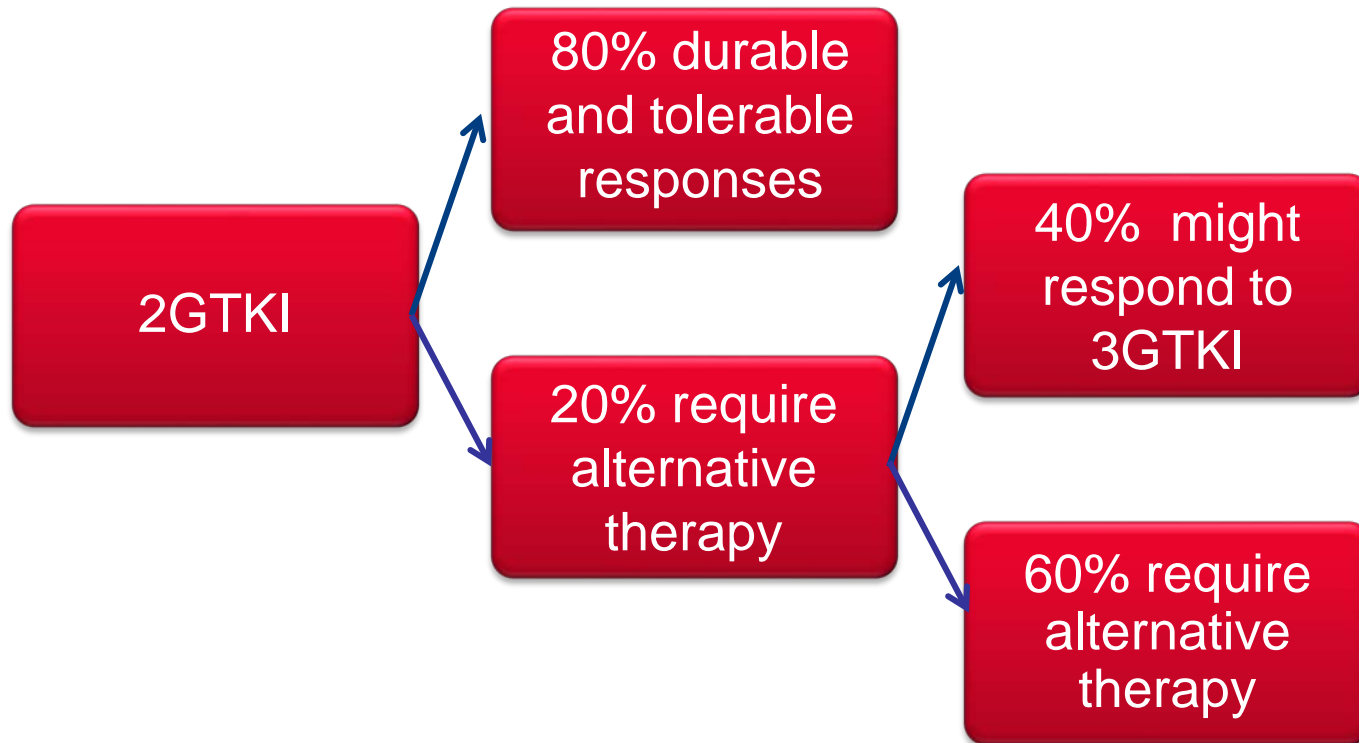 2GTKI
80% durable
and tolerable
responses
20% require
alternative
therapy
40% might
respond to
3GTKI
60% require
alternative
therapy